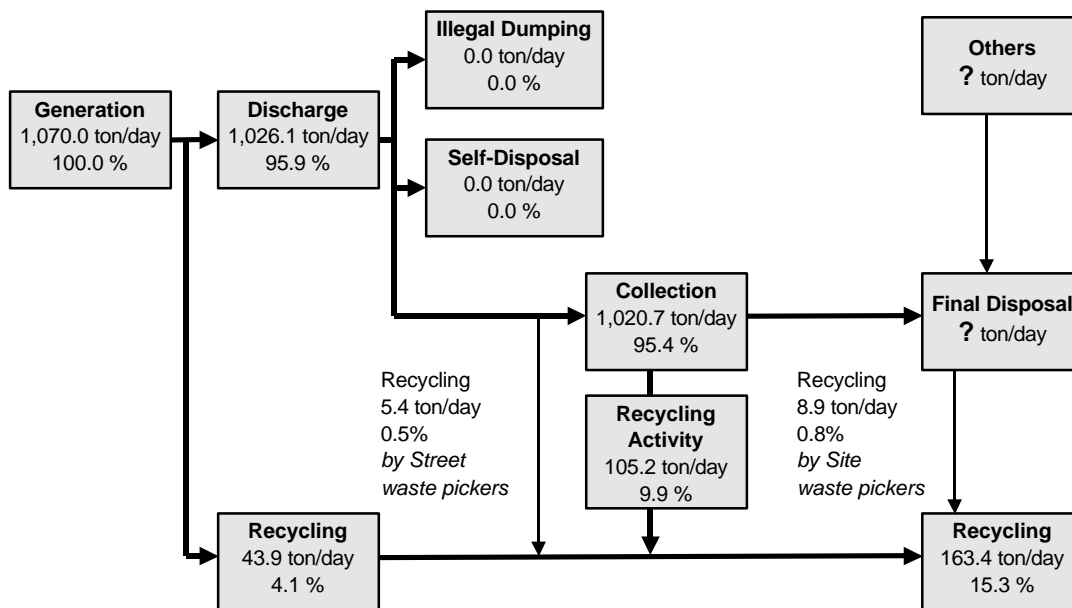 Illegal Dumping
0.0 ton/day
0.0 %
Others
? ton/day
Generation
1,070.0 ton/day
100.0 %
Discharge
1,026.1 ton/day
95.9 %
Self-Disposal
0.0 ton/day
0.0 %
Collection
1,020.7 ton/day
95.4 %
Final Disposal
? ton/day
Recycling
5.4 ton/day
0.5%
by Street
waste pickers
Recycling
Activity
105.2 ton/day
9.9 %
Recycling
8.9 ton/day
0.8%
by Site
waste pickers
Recycling
43.9 ton/day
4.1 %
Recycling
163.4 ton/day
15.3 %